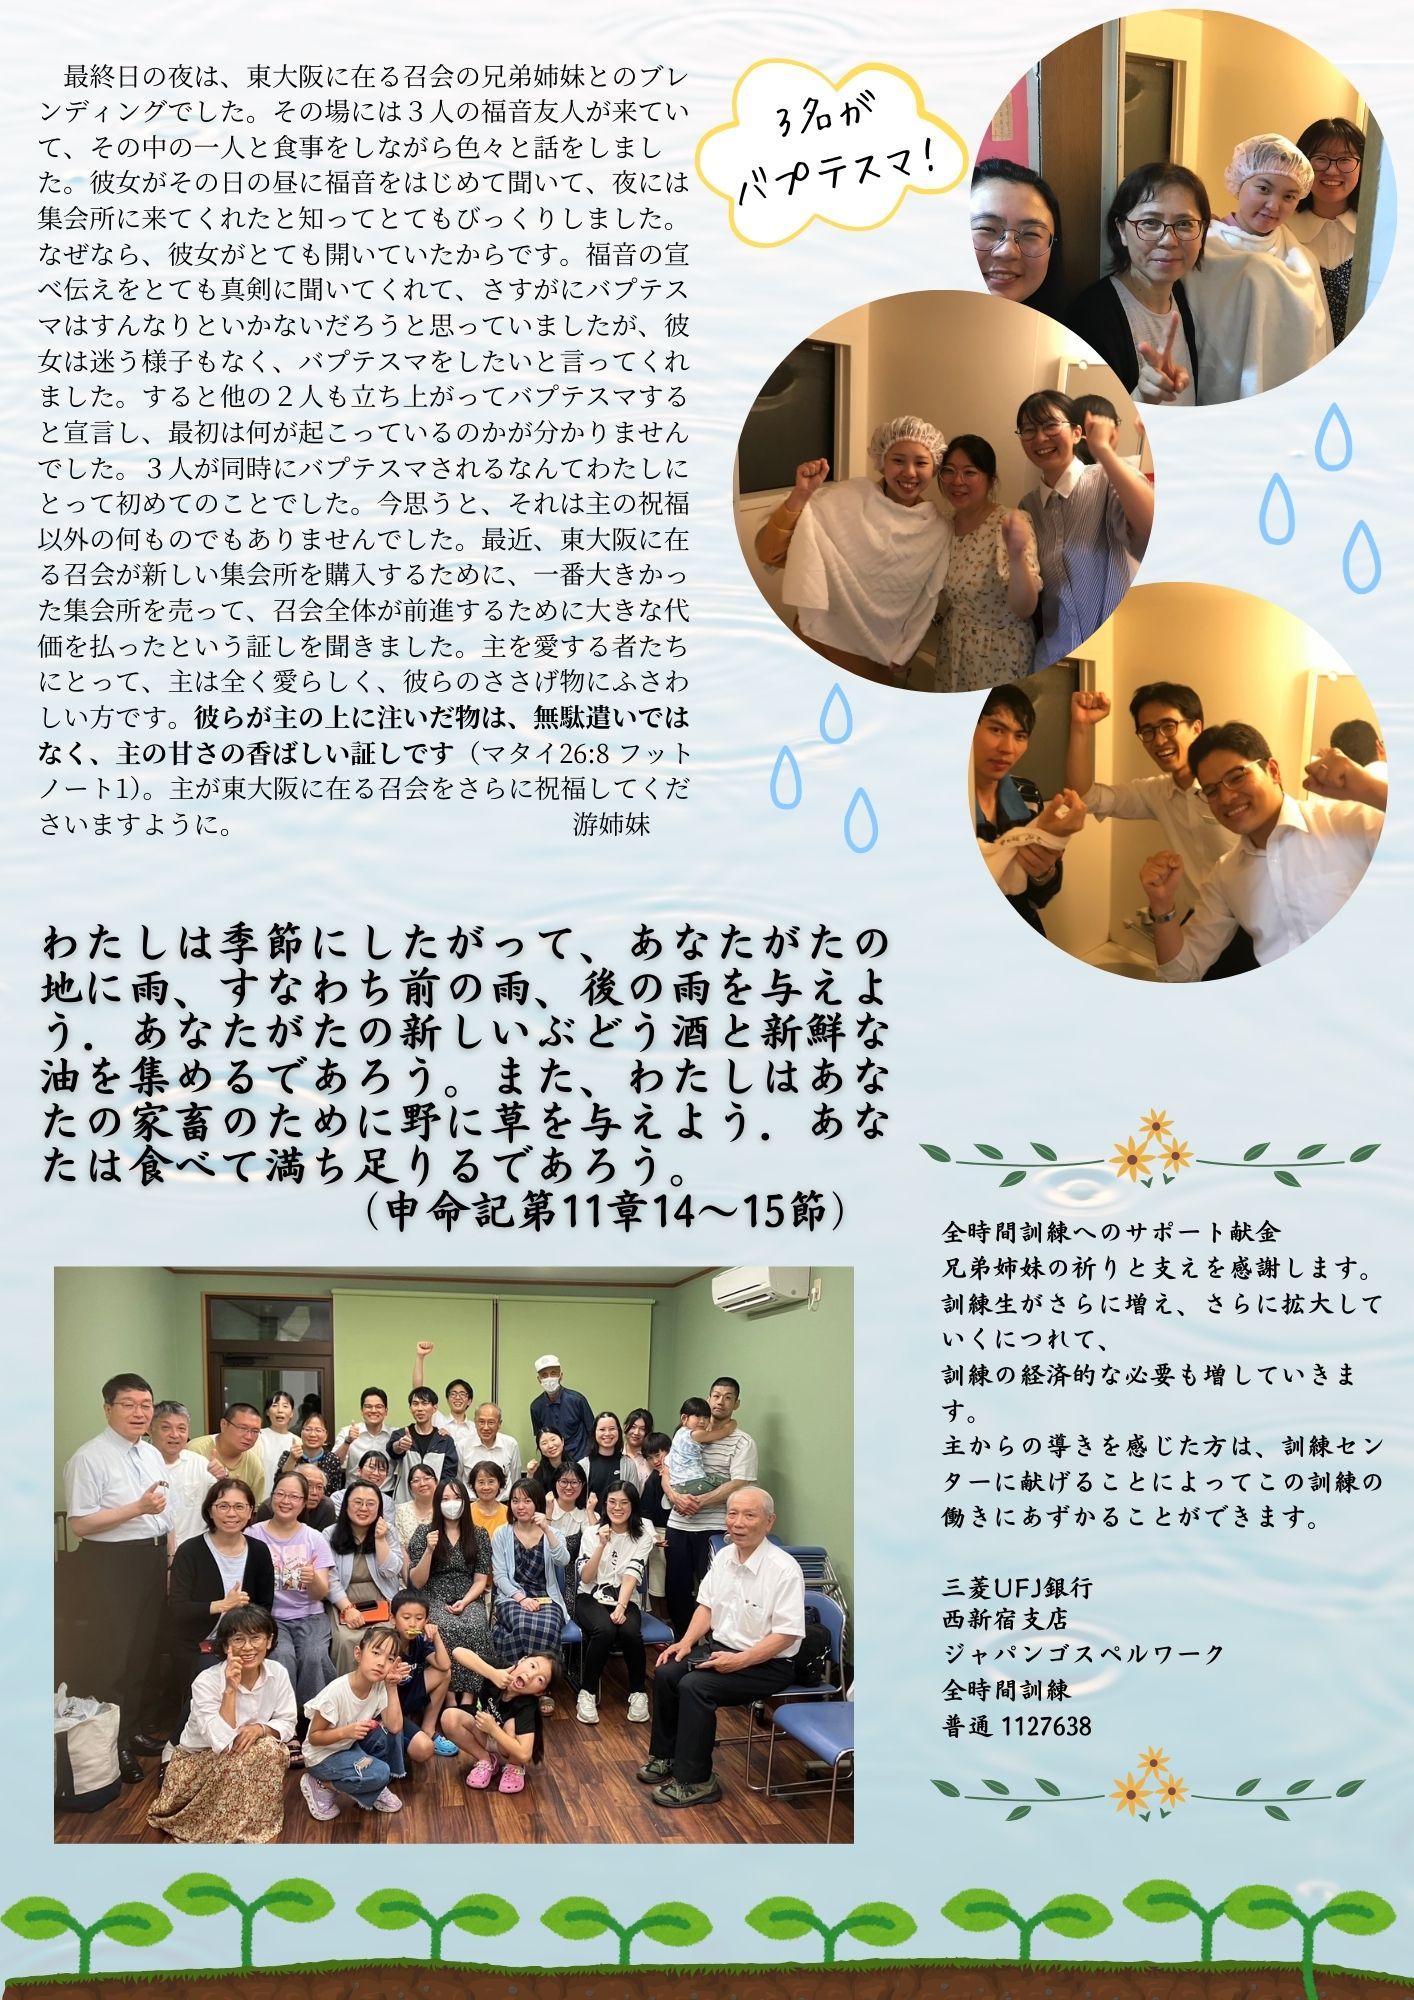 最終日の夜は、東大阪に在る召会の兄弟姉妹とのブレ
ンディングでした。その場には３人の福音友人が来てい
て、その中の一人と食事をしながら色々と話をしまし
た。彼女がその日の昼に福音をはじめて聞いて、夜には
集会所に来てくれたと知ってとてもびっくりしました。
なぜなら、彼女がとても開いていたからです。福音の宣
べ伝えをとても真剣に聞いてくれて、さすがにバプテス
マはすんなりといかないだろうと思っていましたが、彼
女は迷う様子もなく、バプテスマをしたいと言ってくれ
ました。すると他の２人も立ち上がってバプテスマする
と宣言し、最初は何が起こっているのかが分かりません
でした。３人が同時にバプテスマされるなんてわたしに
とって初めてのことでした。今思うと、それは主の祝福
以外の何ものでもありませんでした。最近、東大阪に在
る召会が新しい集会所を購入するために、一番大きかっ
た集会所を売って、召会全体が前進するために大きな代
価を払ったという証しを聞きました。主を愛する者たち
にとって、主は全く愛らしく、彼らのささげ物にふさわ
しい方です。彼らが主の上に注いだ物は、無駄遣いでは
なく、主の甘さの香ばしい証しです（マタイ26:8 フット
ノート1）。主が東大阪に在る召会をさらに祝福してくだ
さいますように。 游姉妹
3名が
バプテスマ!
わたしは季節にしたがって、あなたがたの
地に雨、すなわち前の雨、後の雨を与えよ
う．あなたがたの新しいぶどう酒と新鮮な
油を集めるであろう。また、わたしはあな
たの家畜のために野に草を与えよう．あな
たは食べて満ち足りるであろう。
（申命記第11章14～15節）
全時間訓練へのサポート献金
兄弟姉妹の祈りと支えを感謝します。
訓練生がさらに増え、さらに拡大して
いくにつれて、
訓練の経済的な必要も増していきま
す。
主からの導きを感じた方は、訓練セン
ターに献げることによってこの訓練の
働きにあずかることができます。
三菱UFJ銀行
西新宿支店
ジャパンゴスペルワーク
全時間訓練
普通 1127638